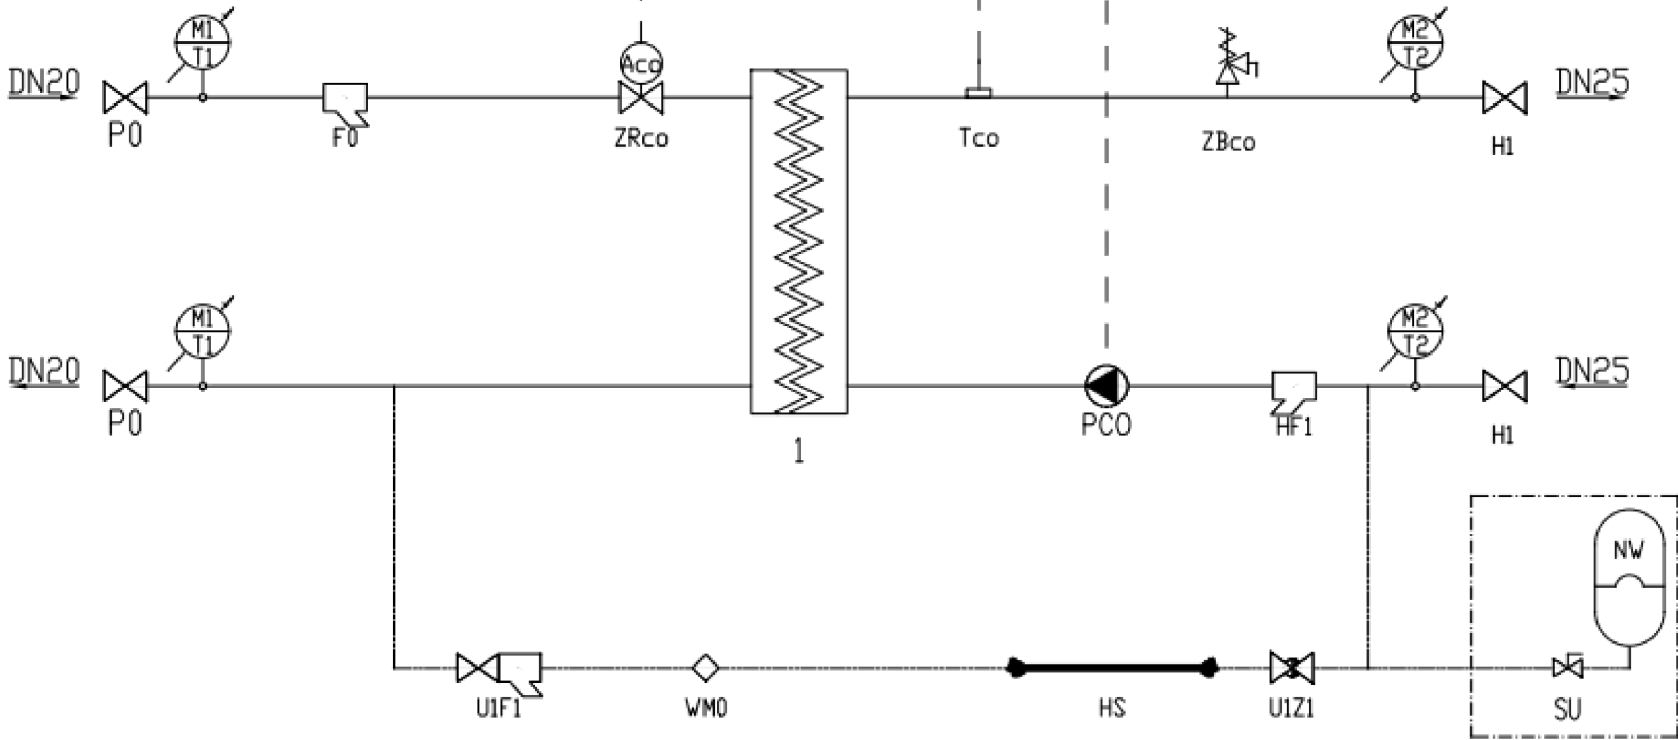 M1
T1
Aco
M2
T2
DN20
DN25
P0
F0
ZRco
Tco
ZBco
H1
M1
T1
M2
T2
DN20
DN25
P0
1
PCO
HF1
H1
NW
U1F1
WM0
HS
U1Z1
SU